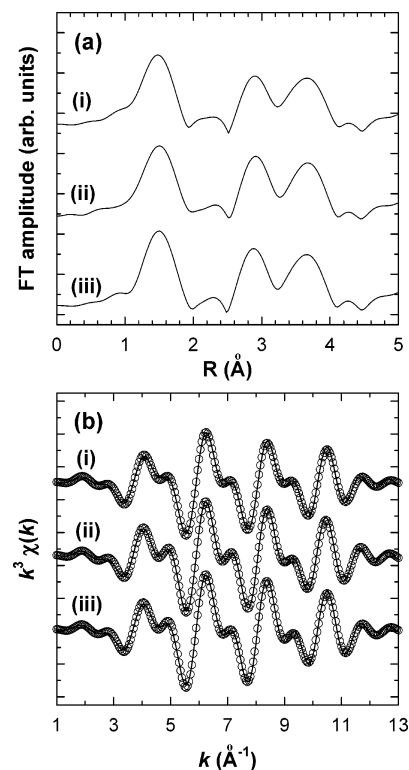 (a)
FT amplitude (arb. units)
(i)
(ii)
(iii)
0 1 2 3 4 5
R (Å)
(b)
k³ χ(k)
(i)
(ii)
(iii)
1 3 5 7 9 11 13
k (Å⁻¹)